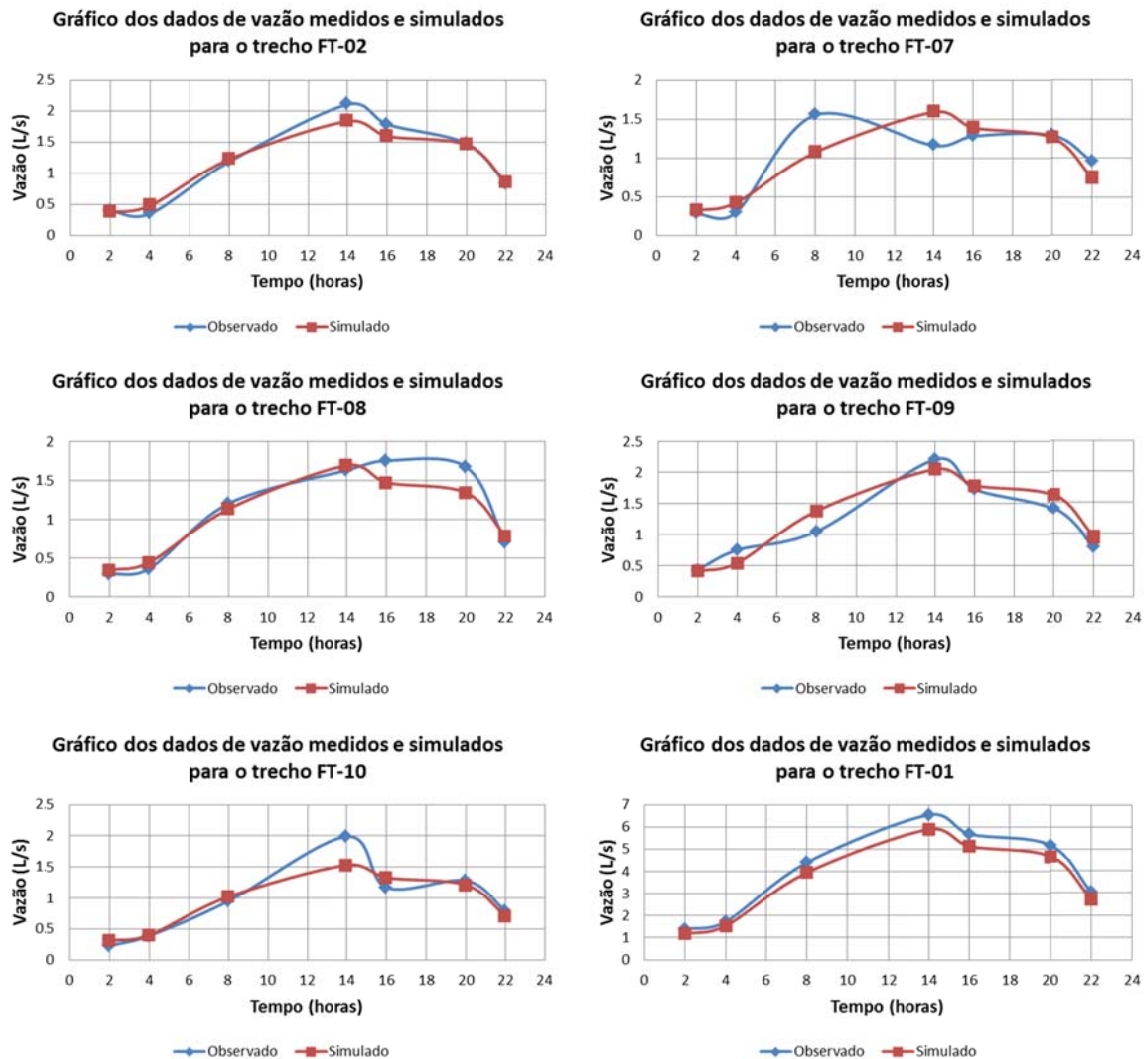 Gráfico dos dados de vazão medidos e simulados
para o trecho FT-02
Vazão (L/s)
2.5
2
1.5
1
0.5
0
0 2 4 6 8 10 12 14 16 18 20 22 24
Tempo (horas)
Observado Simulado
Gráfico dos dados de vazão medidos e simulados
para o trecho FT-07
Vazão (L/s)
2
1.5
1
0.5
0
0 2 4 6 8 10 12 14 16 18 20 22 24
Tempo (horas)
Observado Simulado
Gráfico dos dados de vazão medidos e simulados
para o trecho FT-08
Vazão (L/s)
2
1.5
1
0.5
0
0 2 4 6 8 10 12 14 16 18 20 22 24
Tempo (horas)
Observado Simulado
Gráfico dos dados de vazão medidos e simulados
para o trecho FT-09
Vazão (L/s)
2.5
2
1.5
1
0.5
0
0 2 4 6 8 10 12 14 16 18 20 22 24
Tempo (horas)
Observado Simulado
Gráfico dos dados de vazão medidos e simulados
para o trecho FT-10
Vazão (L/s)
2.5
2
1.5
1
0.5
0
0 2 4 6 8 10 12 14 16 18 20 22 24
Tempo (horas)
Observado Simulado
Gráfico dos dados de vazão medidos e simulados
para o trecho FT-01
Vazão (L/s)
7
6
5
4
3
2
1
0
0 2 4 6 8 10 12 14 16 18 20 22 24
Tempo (horas)
Observado Simulado